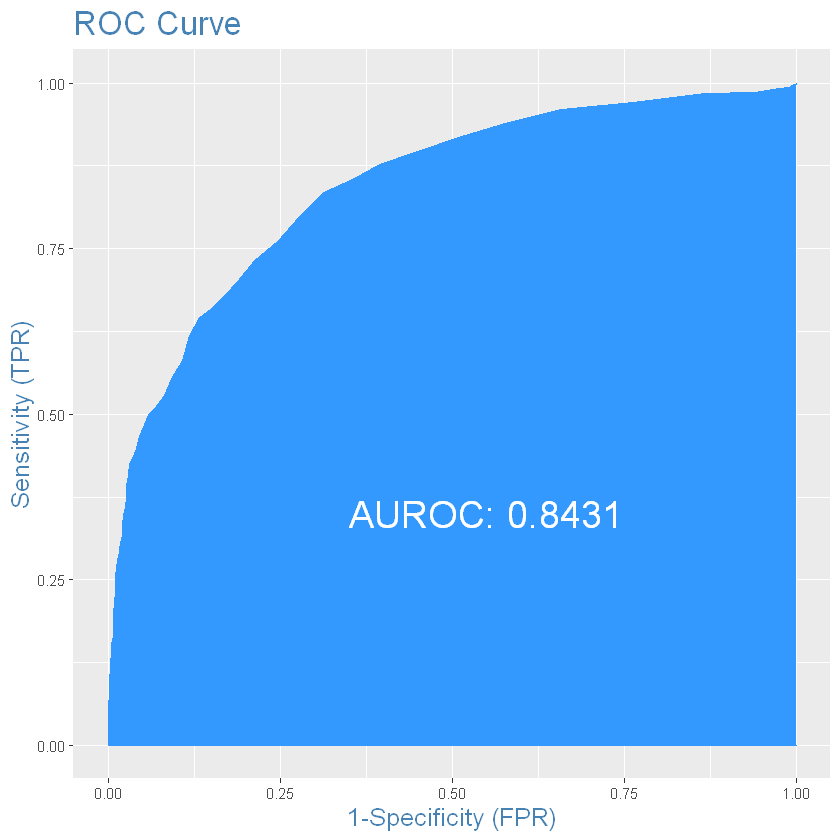 ROC Curve
1.00
0.75
0.50
0.25
0.00
Sensitivity (TPR)
AUROC: 0.8431
0.00 0.25 0.50 0.75 1.00
1-Specificity (FPR)